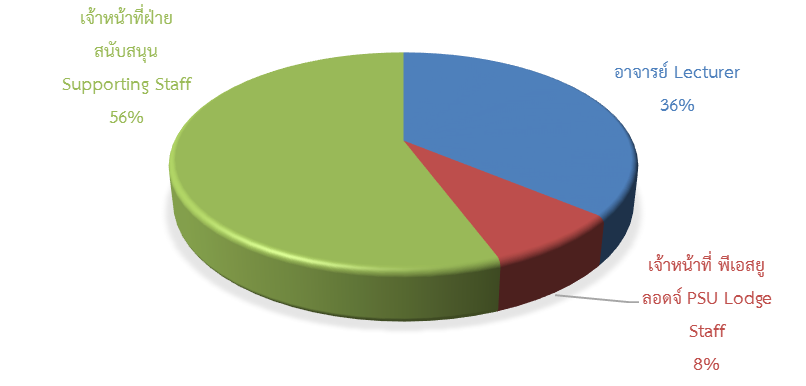 เจ้าหน้าที่ฝ่าย
สนับสนุน
Supporting Staff
56%
อาจารย์ Lecturer
36%
เจ้าหน้าที่ พีเอสยู
ลอดจ์ PSU Lodge
Staff
8%